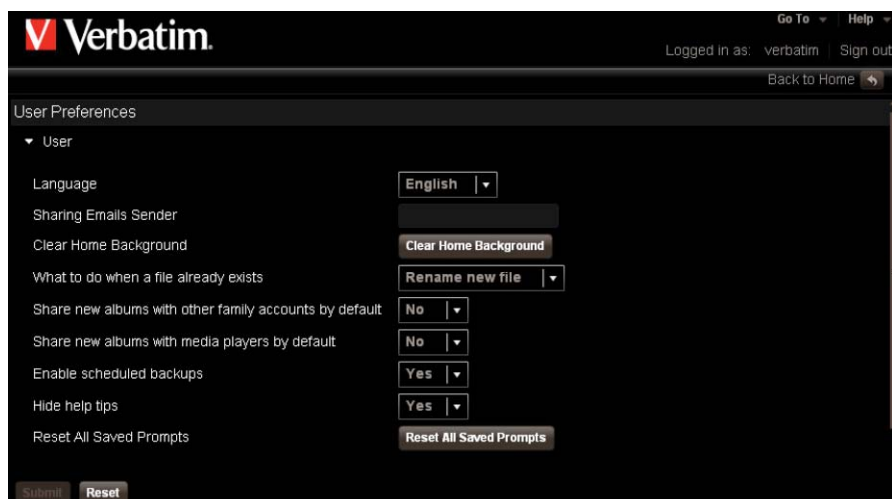 Go To Help
Verbatim.
Logged in as: verbatim Sign out
Back to Home
User Preferences
User
Language English
Sharing Emails Sender
Clear Home Background Clear Home Background
What to do when a file already exists Rename new file
Share new albums with other family accounts by default No
Share new albums with media players by default No
Enable scheduled backups Yes
Hide help tips Yes
Reset All Saved Prompts Reset All Saved Prompts
Submit Reset